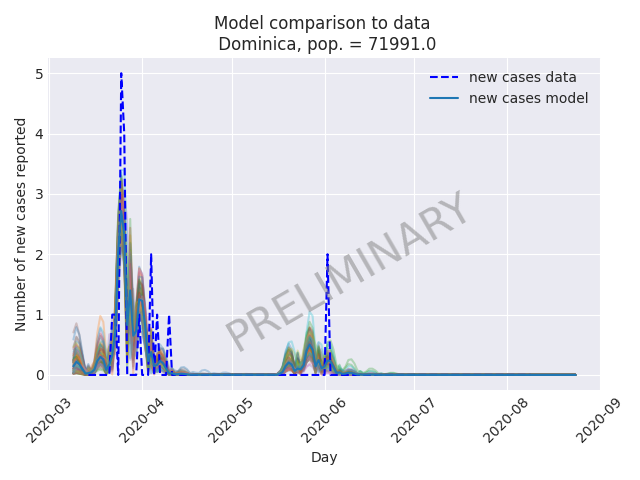 Model comparison to data
Dominica, pop. = 71991.0
new cases data
new cases model
Number of new cases reported
5
4
3
2
1
0
PRELIMINARY
2020-03
2020-04
2020-05
2020-06
2020-07
2020-08
2020-09
Day